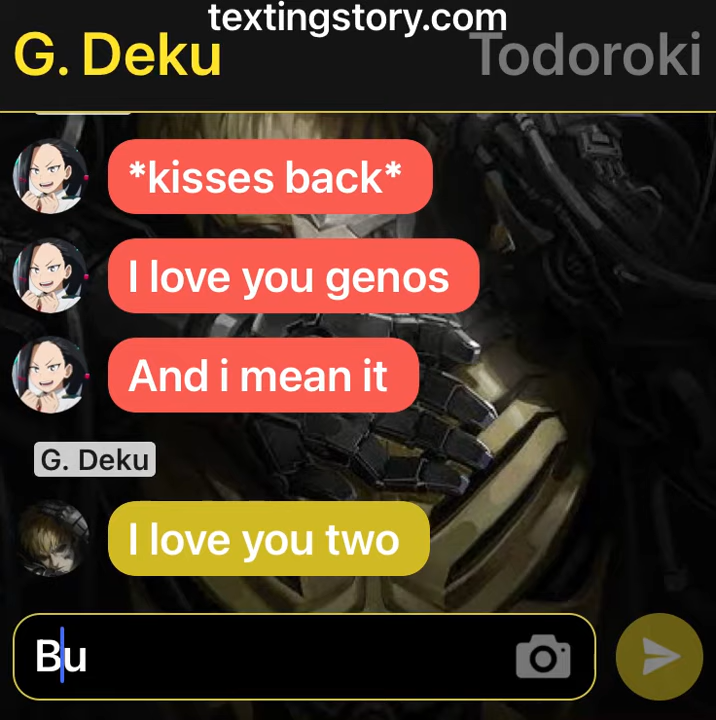 textingstory.com
G. Deku
Todoroki
*kisses back*
I love you genos
And i mean it
G. Deku
I love you two
Bu